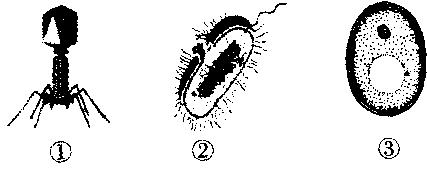 ① ② ③